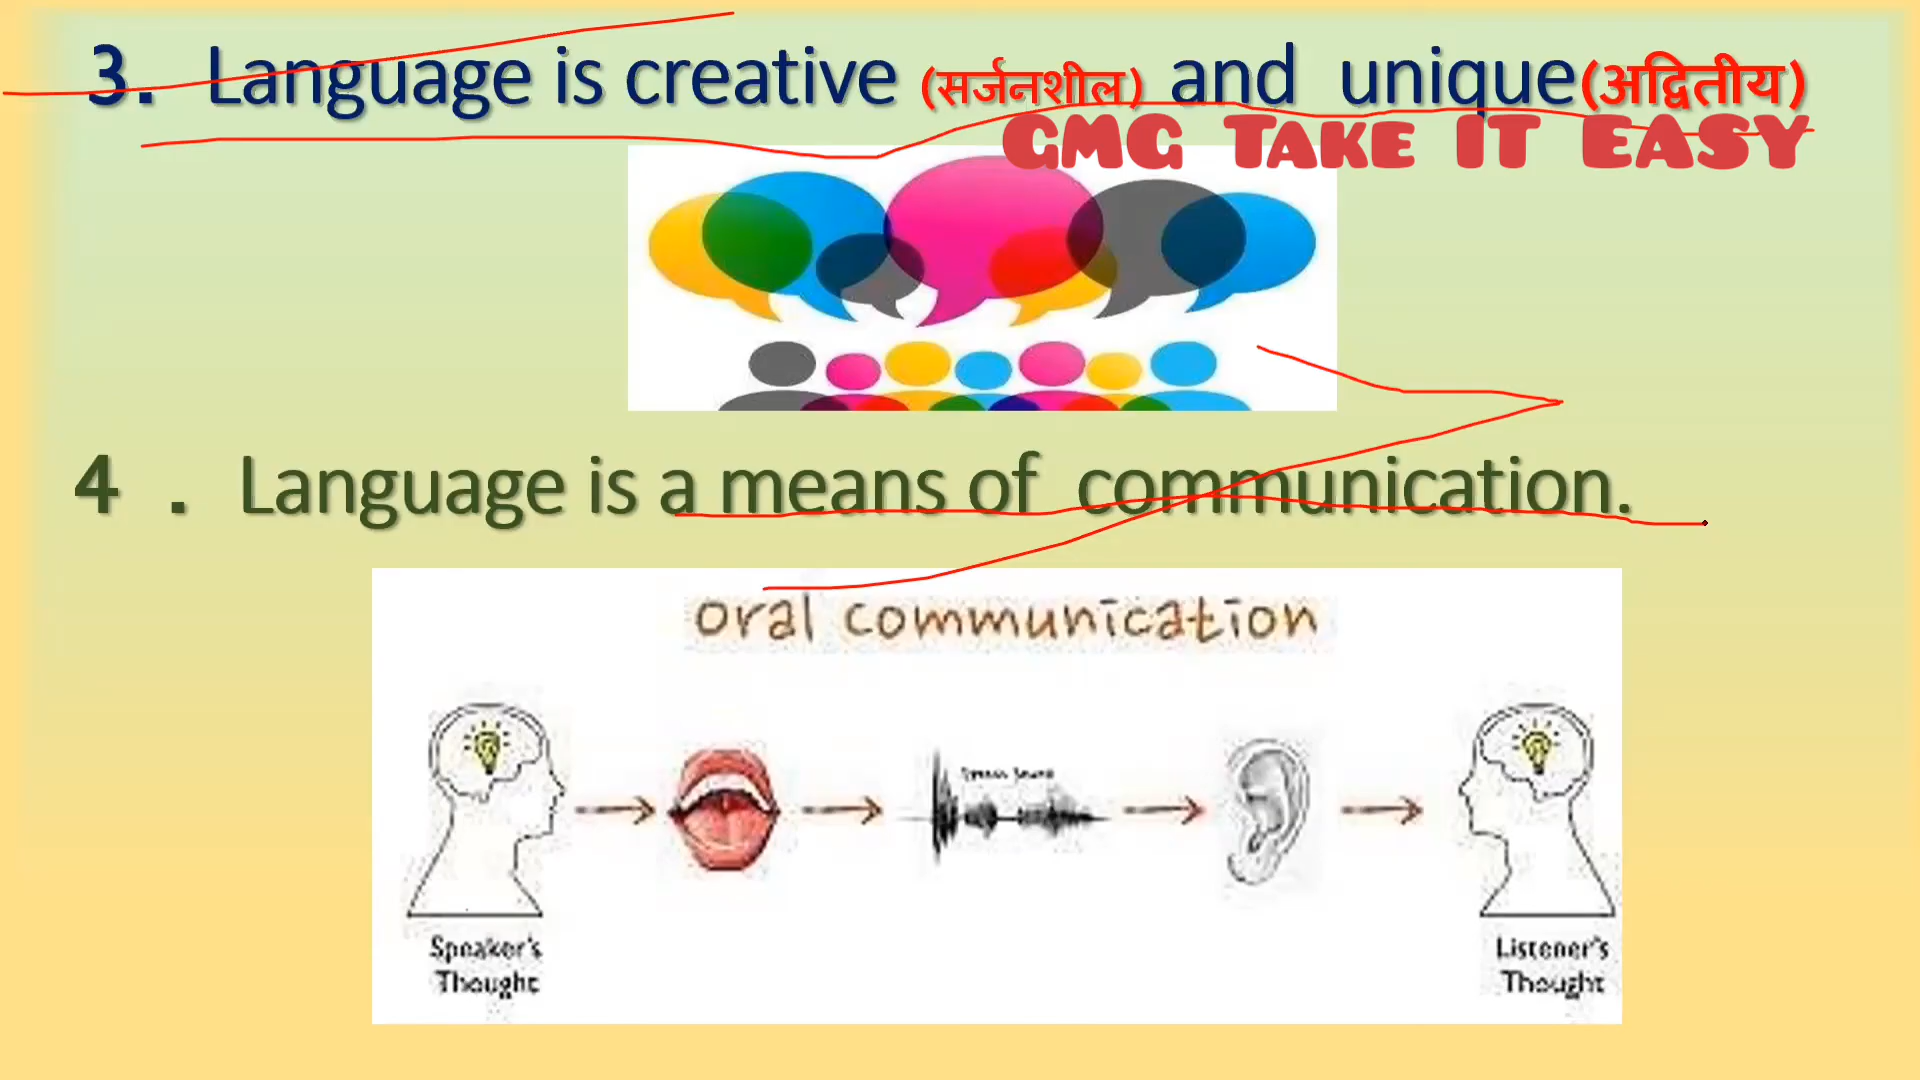 3. Language is creative (सर्जनशील) and unique(अद्वितीय)
GMG TAKE IT EASY
4 . Language is a means of communication.
oral communication
Speaker's
Thought
Listener's
Thought